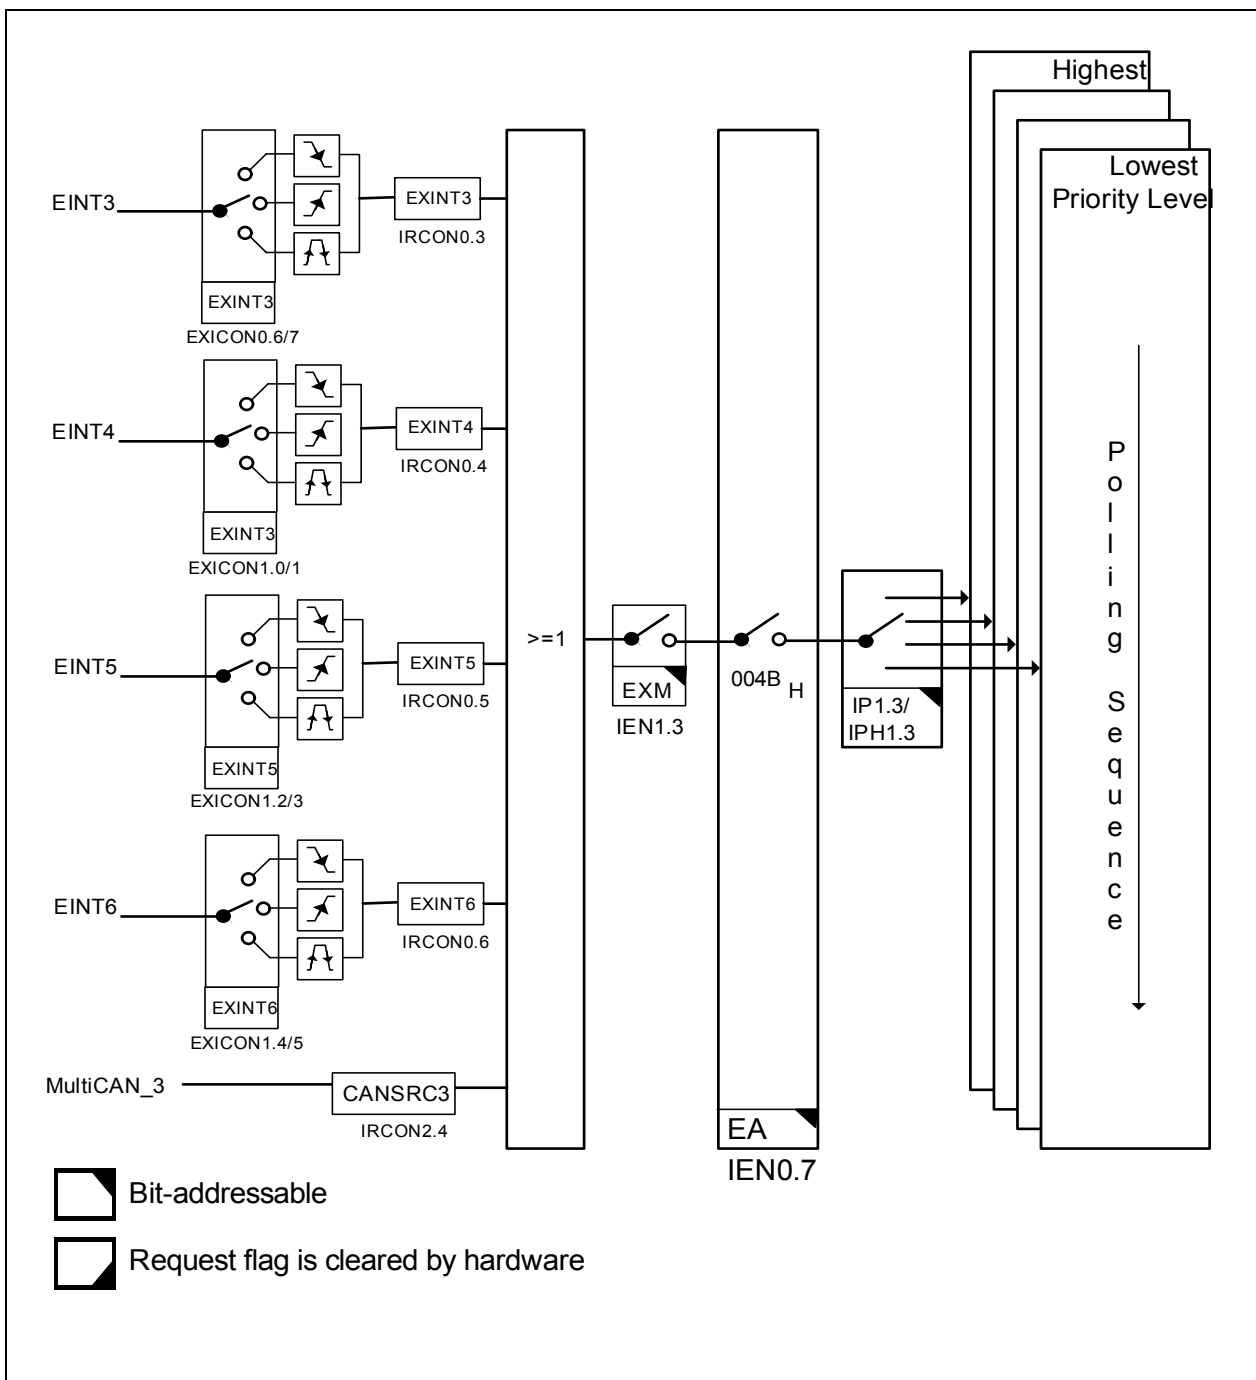 Highest
Lowest
Priority Level
EINT3
EXINT3
IRCON0.3
EXINT3
EXICON0.6/7
EINT4
EXINT4
IRCON0.4
EXINT3
EXICON1.0/1
EINT5
EXINT5
IRCON0.5
EXINT5
EXICON1.2/3
EINT6
EXINT6
IRCON0.6
EXINT6
EXICON1.4/5
MultiCAN_3
CANSRC3
IRCON2.4
>=1
EXM
IEN1.3
004B H
EA
IEN0.7
IP1.3/
IPH1.3
Polling Sequence
Bit-addressable
Request flag is cleared by hardware